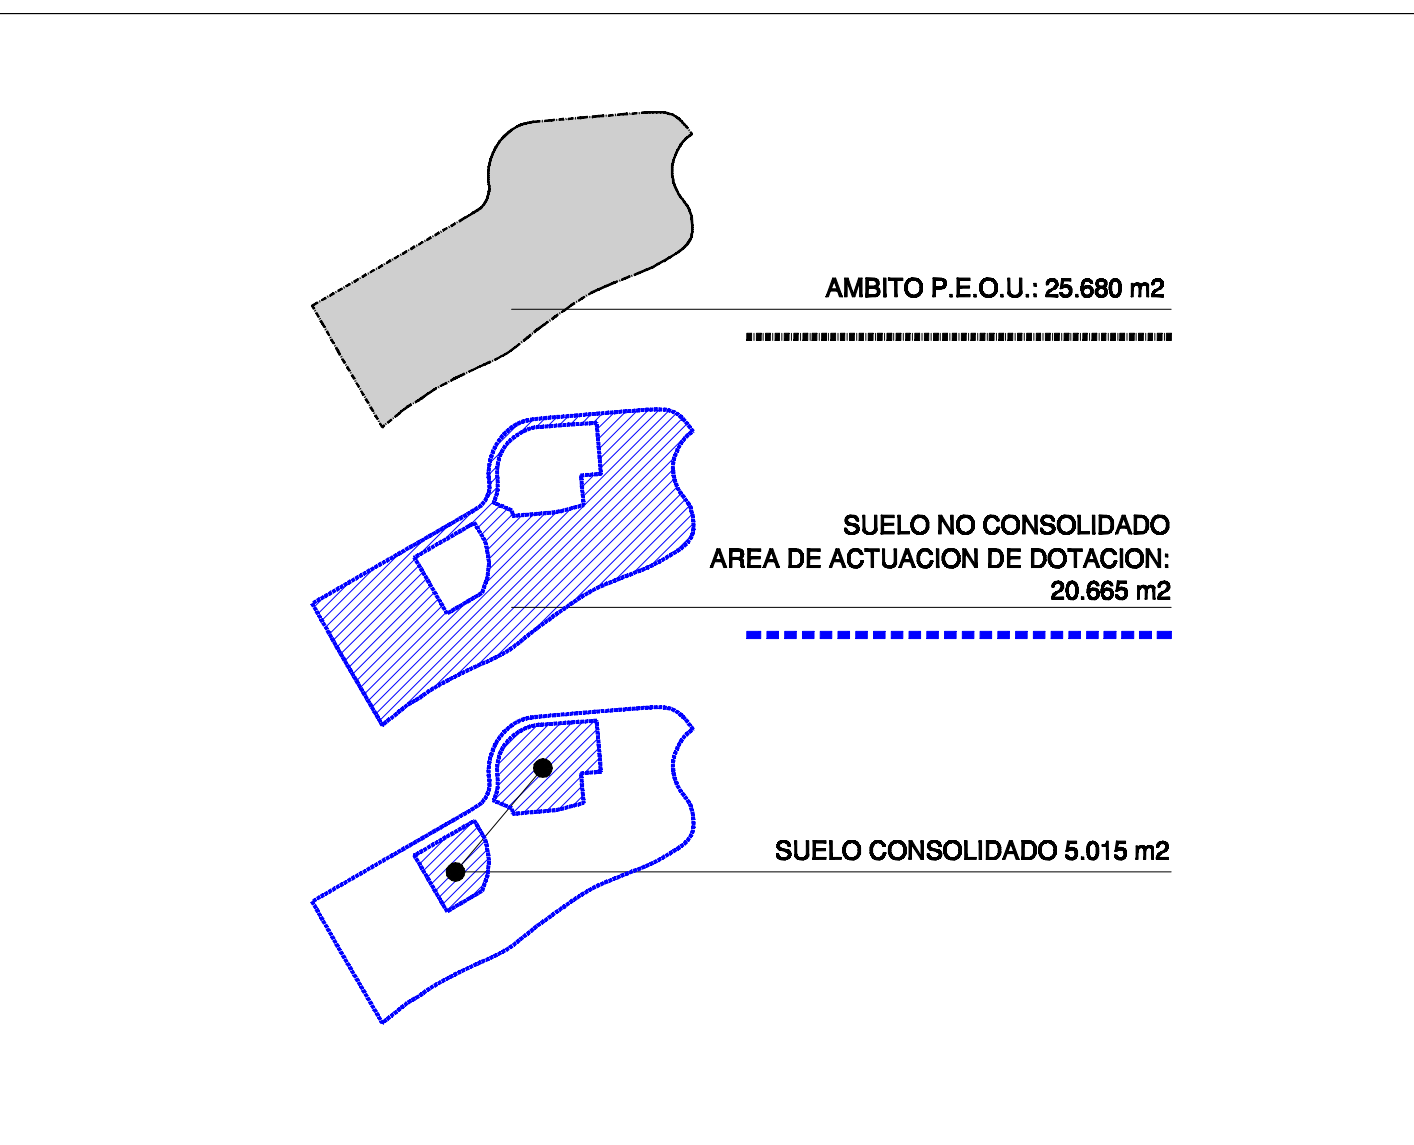 AMBITO P.E.O.U.: 25.680 m2
SUELO NO CONSOLIDADO
AREA DE ACTUACION DE DOTACION:
20.665 m2
SUELO CONSOLIDADO 5.015 m2